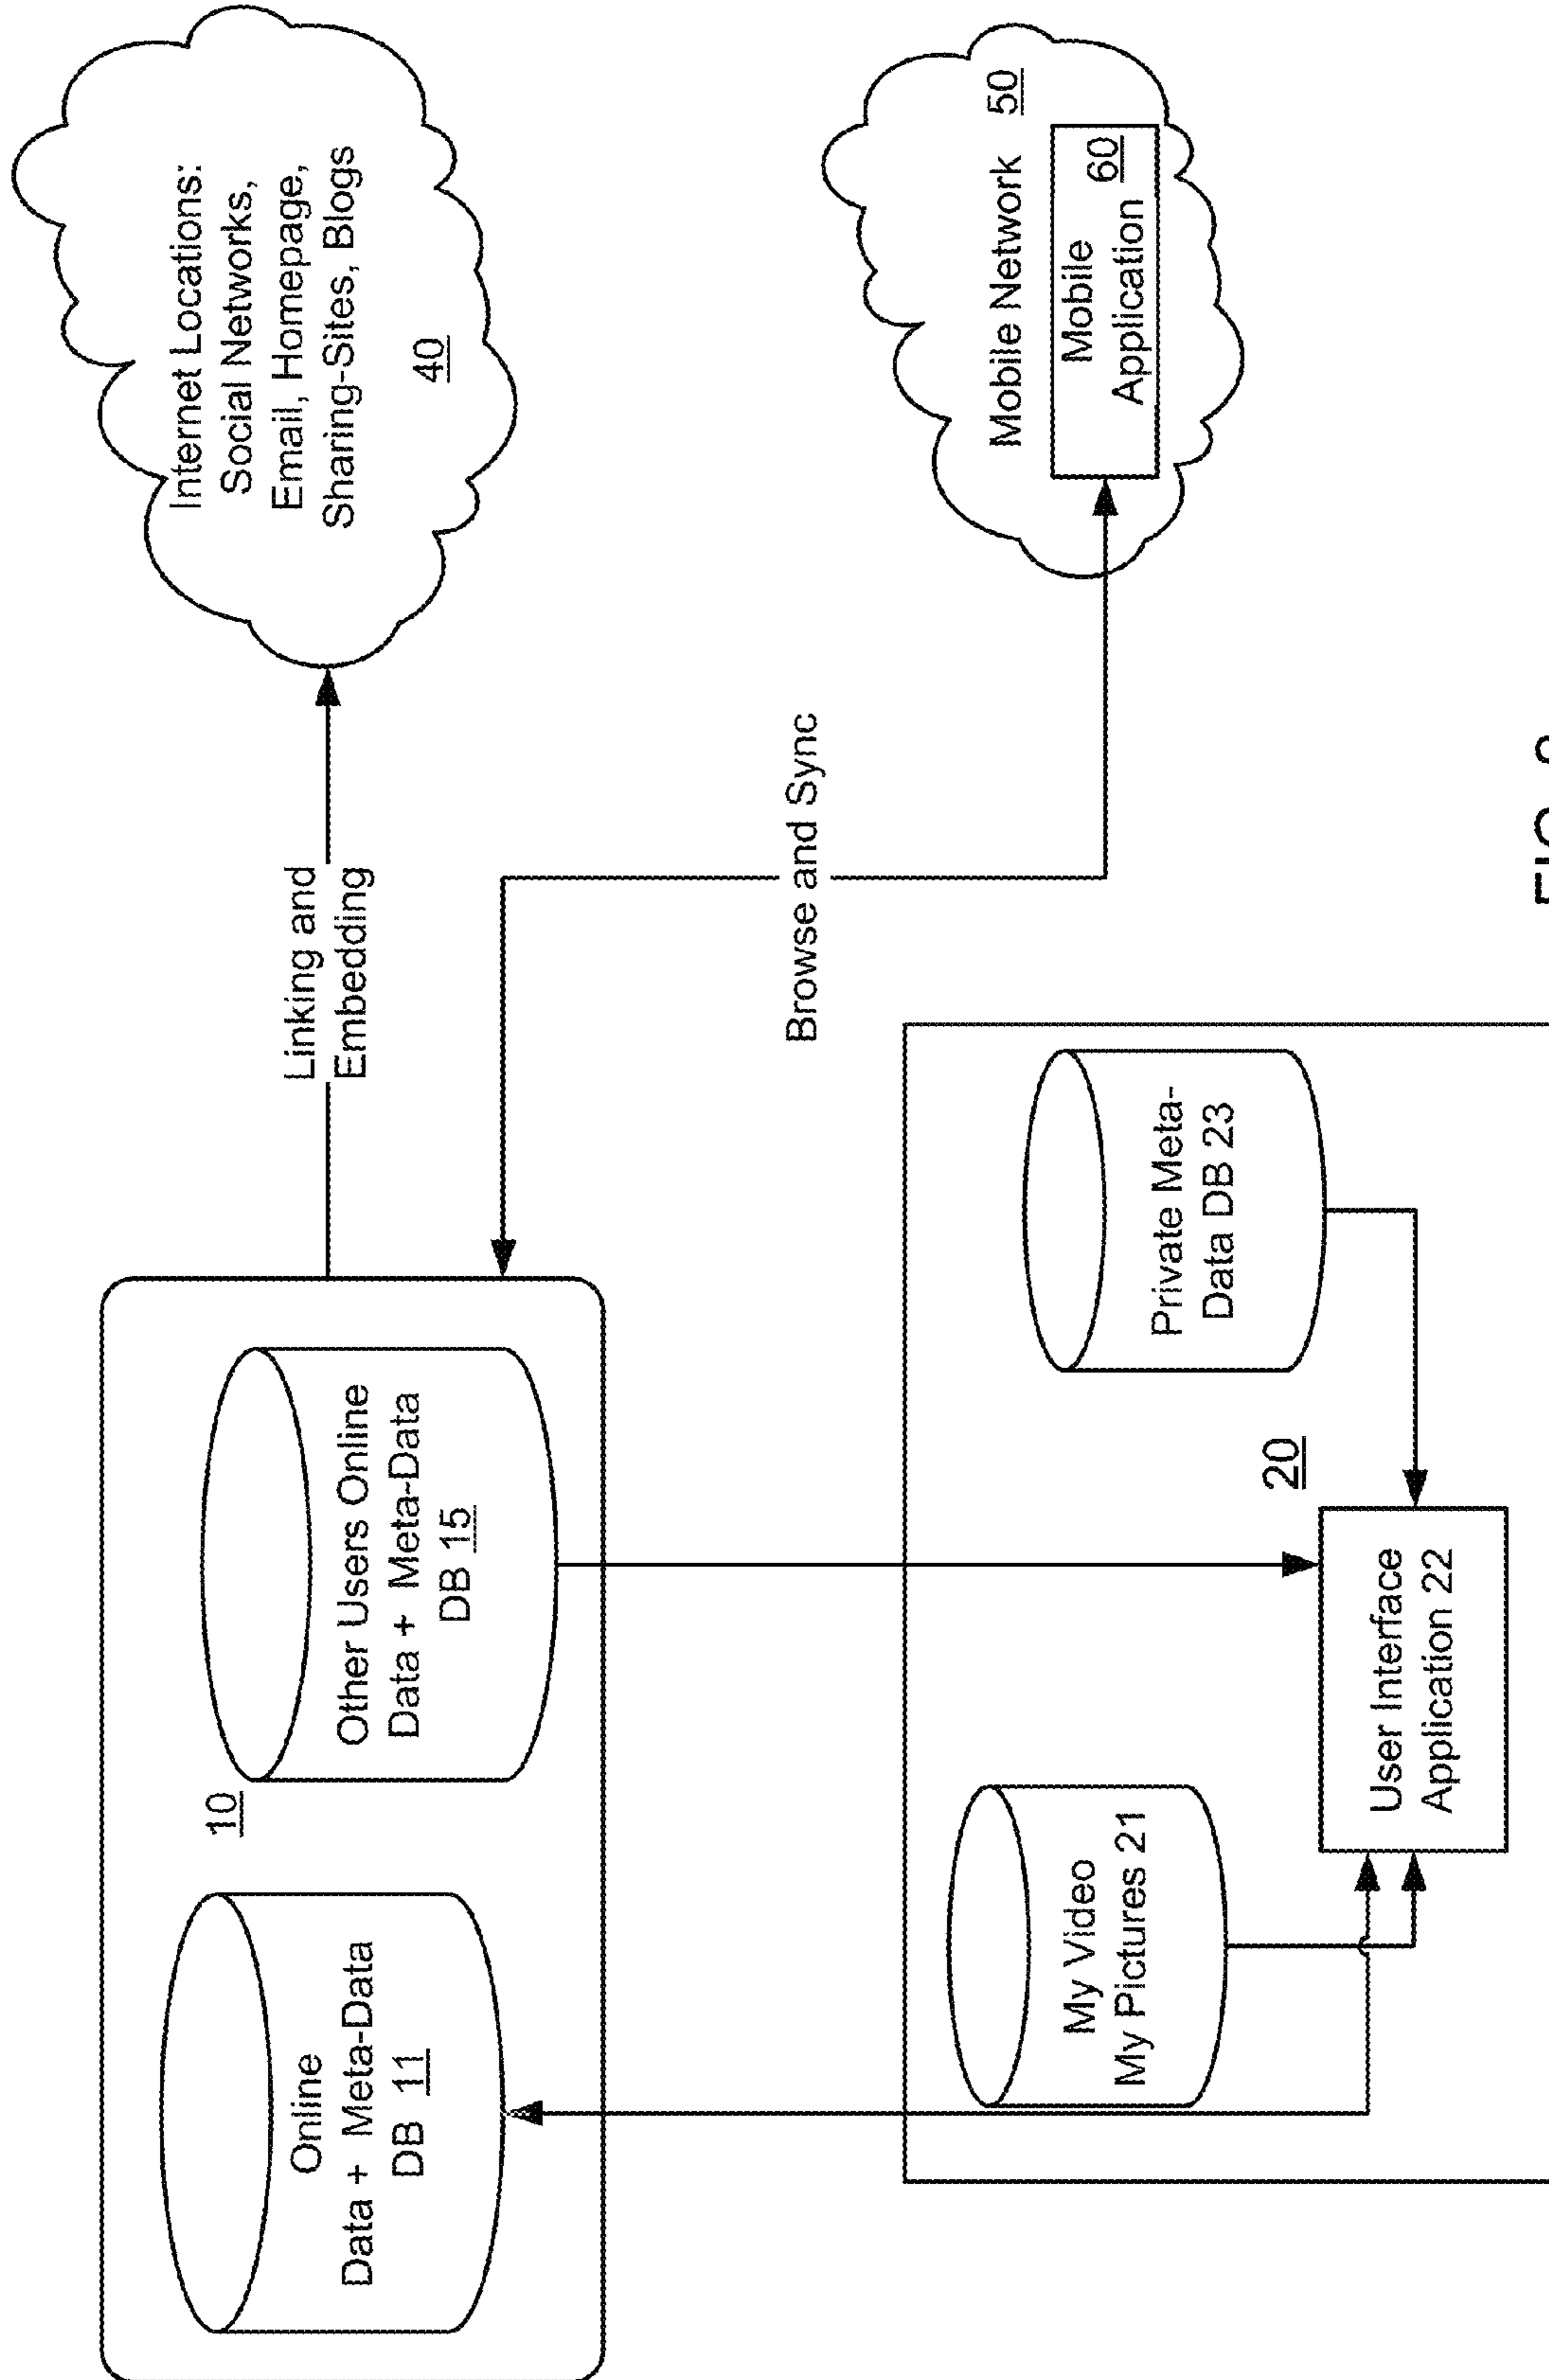 Online
Data + Meta-Data
DB 11
10
Other Users Online
Data + Meta-Data
DB 15
Linking and
Embedding
Internet Locations:
Social Networks,
Email, Homepage,
Sharing-Sites, Blogs
40
Browse and Sync
Mobile Network 50
Mobile
Application 60
My Video
My Pictures 21
20
User Interface
Application 22
Private Meta-
Data DB 23
FIG.